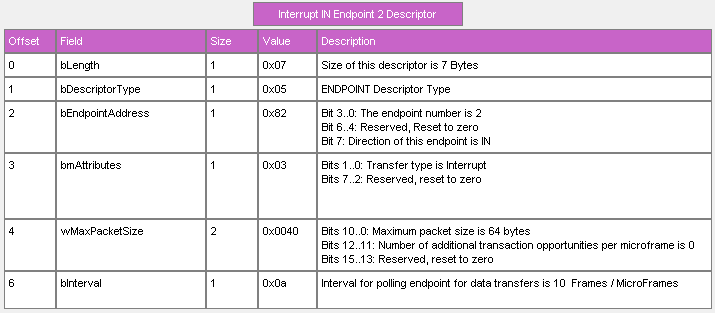 Interrupt IN Endpoint 2 Descriptor
Offset Field Size Value Description
0 bLength 1 0x07 Size of this descriptor is 7 Bytes
1 bDescriptorType 1 0x05 ENDPOINT Descriptor Type
2 bEndpointAddress 1 0x82 Bit 3..0: The endpoint number is 2
Bit 6..4: Reserved, Reset to zero
Bit 7: Direction of this endpoint is IN
3 bmAttributes 1 0x03 Bits 1..0: Transfer type is Interrupt
Bits 7..2: Reserved, reset to zero
4 wMaxPacketSize 2 0x0040 Bits 10..0: Maximum packet size is 64 bytes
Bits 12..11: Number of additional transaction opportunities per microframe is 0
Bits 15..13: Reserved, reset to zero
6 bInterval 1 0x0a Interval for polling endpoint for data transfers is 10 Frames / MicroFrames